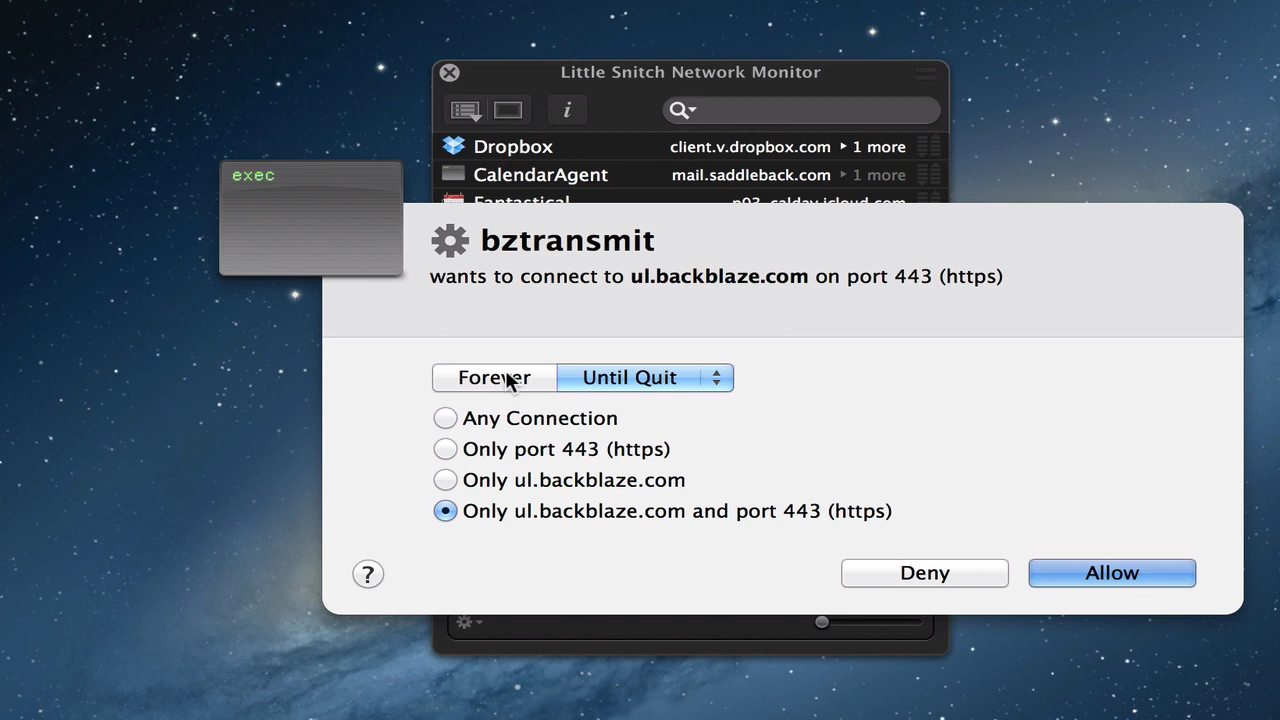 Little Snitch Network Monitor
i
Dropbox client.v.dropbox.com 1 more
CalendarAgent mail.saddleback.com 1 more
Fantastical
exec
bztransmit
wants to connect to ul.backblaze.com on port 443 (https)
Forever Until Quit
Any Connection
Only port 443 (https)
Only ul.backblaze.com
Only ul.backblaze.com and port 443 (https)
? Deny Allow